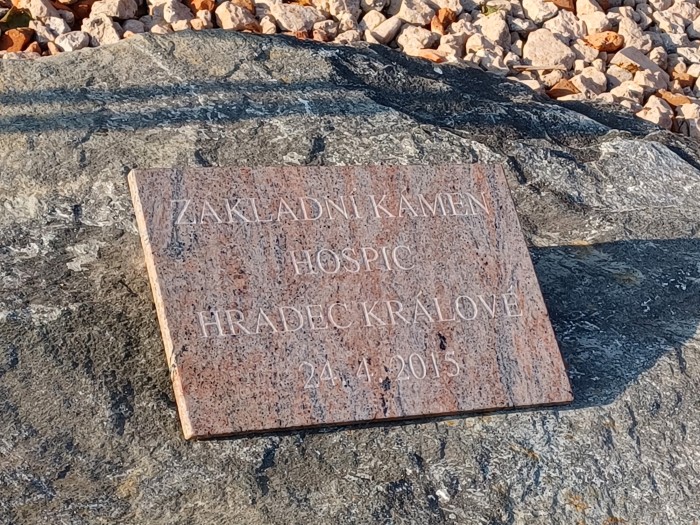 ZÁKLADNÍ KÁMEN
HOSPIC
HRADEC KRÁLOVÉ
24. 4. 2015